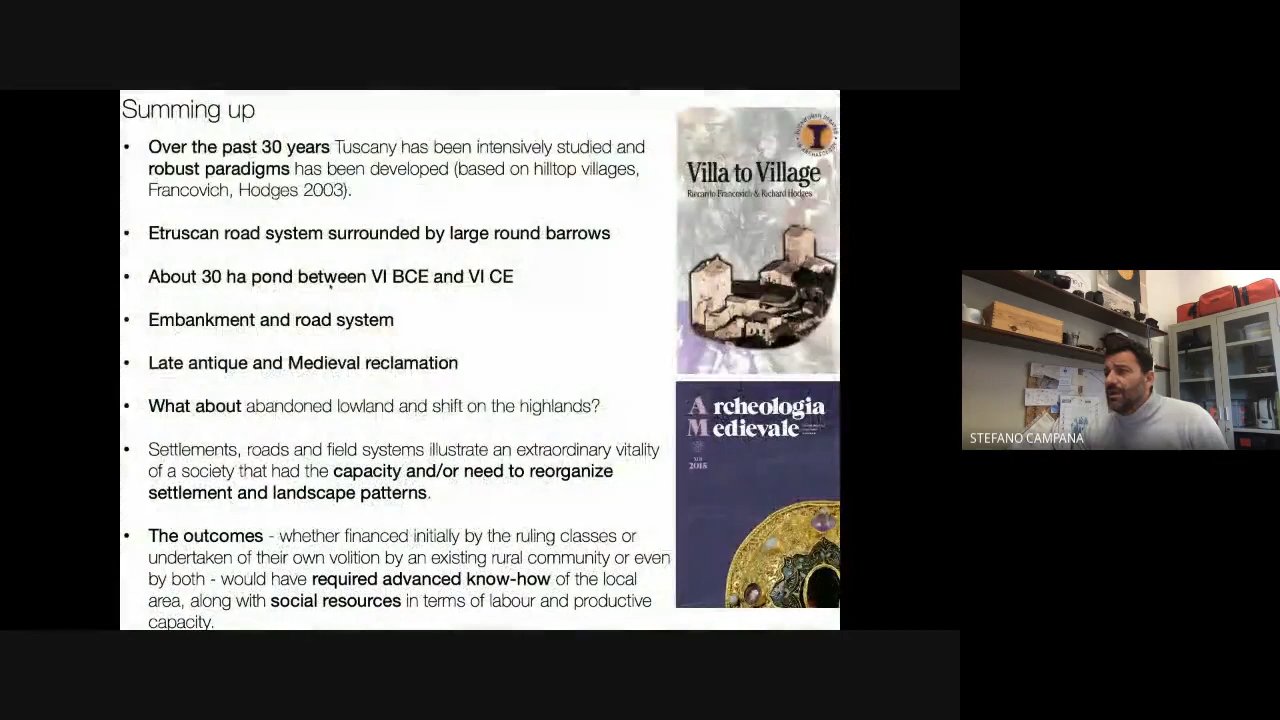 Summing up
• Over the past 30 years Tuscany has been intensively studied and
robust paradigms has been developed (based on hilltop villages,
Francovich, Hodges 2003).
• Etruscan road system surrounded by large round barrows
• About 30 ha pond between VI BCE and VI CE
• Embankment and road system
• Late antique and Medieval reclamation
• What about abandoned lowland and shift on the highlands?
• Settlements, roads and field systems illustrate an extraordinary vitality
of a society that had the capacity and/or need to reorganize
settlement and landscape patterns.
• The outcomes - whether financed initially by the ruling classes or
undertaken of their own volition by an existing rural community or even
by both - would have required advanced know-how of the local
area, along with social resources in terms of labour and productive
capacity.
Villa to Village
Riccardo Francovich & Richard Hodges
Archeologia
Medievale
2018
STEFANO CAMPANA